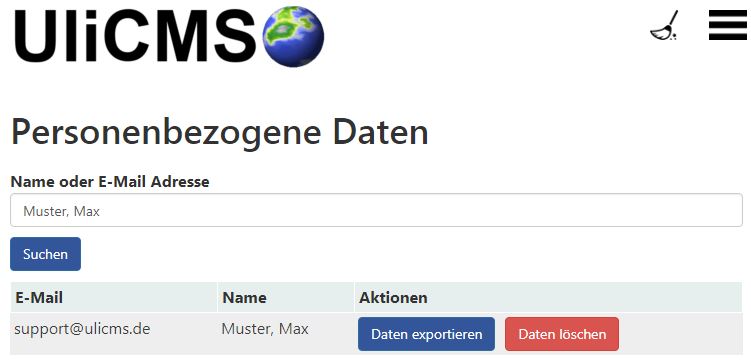 UliCMS
Personenbezogene Daten
Name oder E-Mail Adresse
Muster, Max
Suchen
E-Mail Name Aktionen
support@ulicms.de Muster, Max Daten exportieren Daten löschen